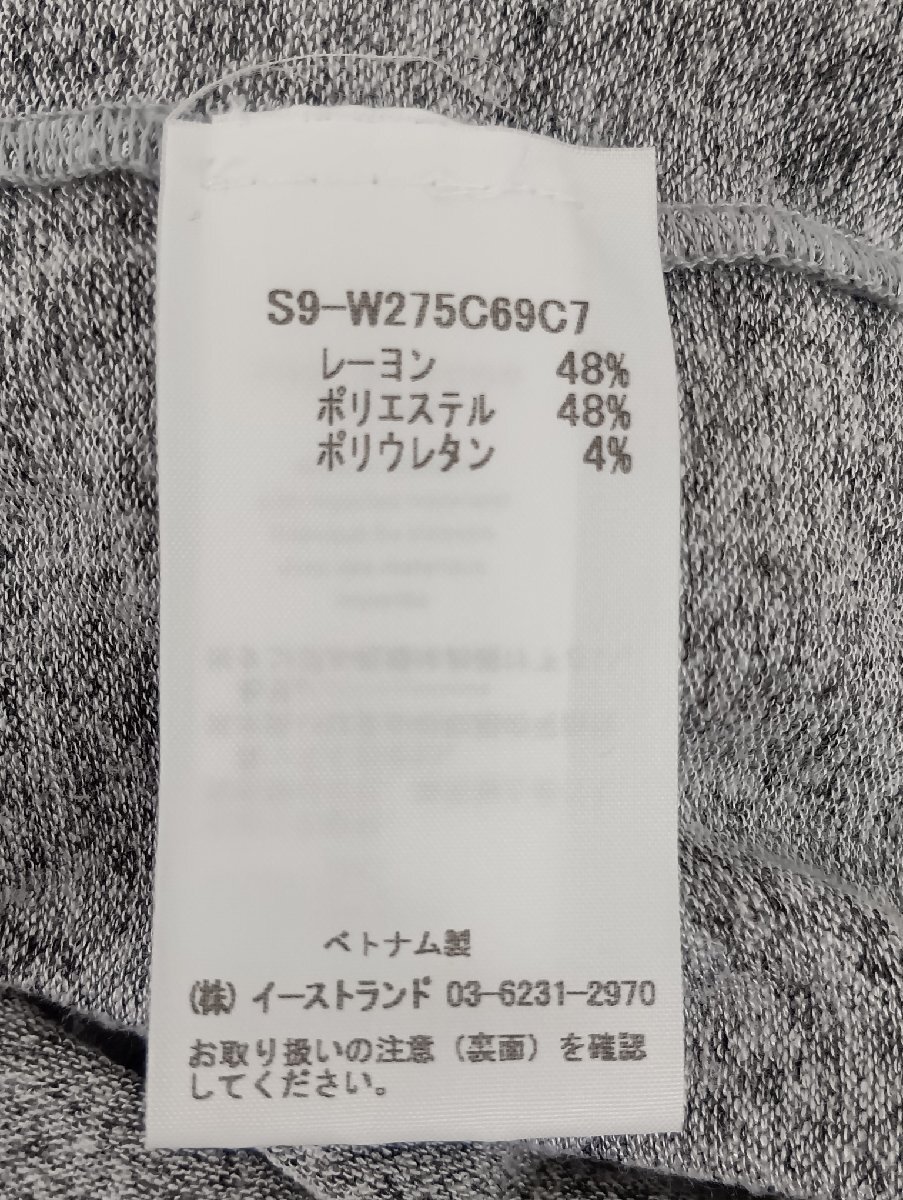 S9-W275C69C7
レーヨン 48%
ポリエステル 48%
ポリウレタン 4%
ベトナム製
(株) イーストランド 03-6231-2970
お取り扱いの注意 (裏面) を確認
してください。